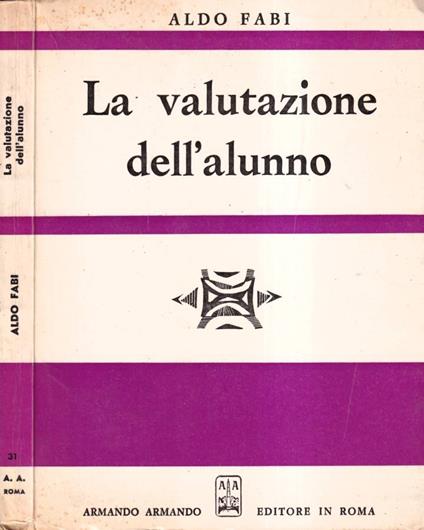 ALDO FABI
La valutazione
dell'alunno
ARMANDO ARMANDO
A A
EDITORE IN ROMA
La valutazione
dell'alunno
ALDO FABI
31
A. A.
ROMA